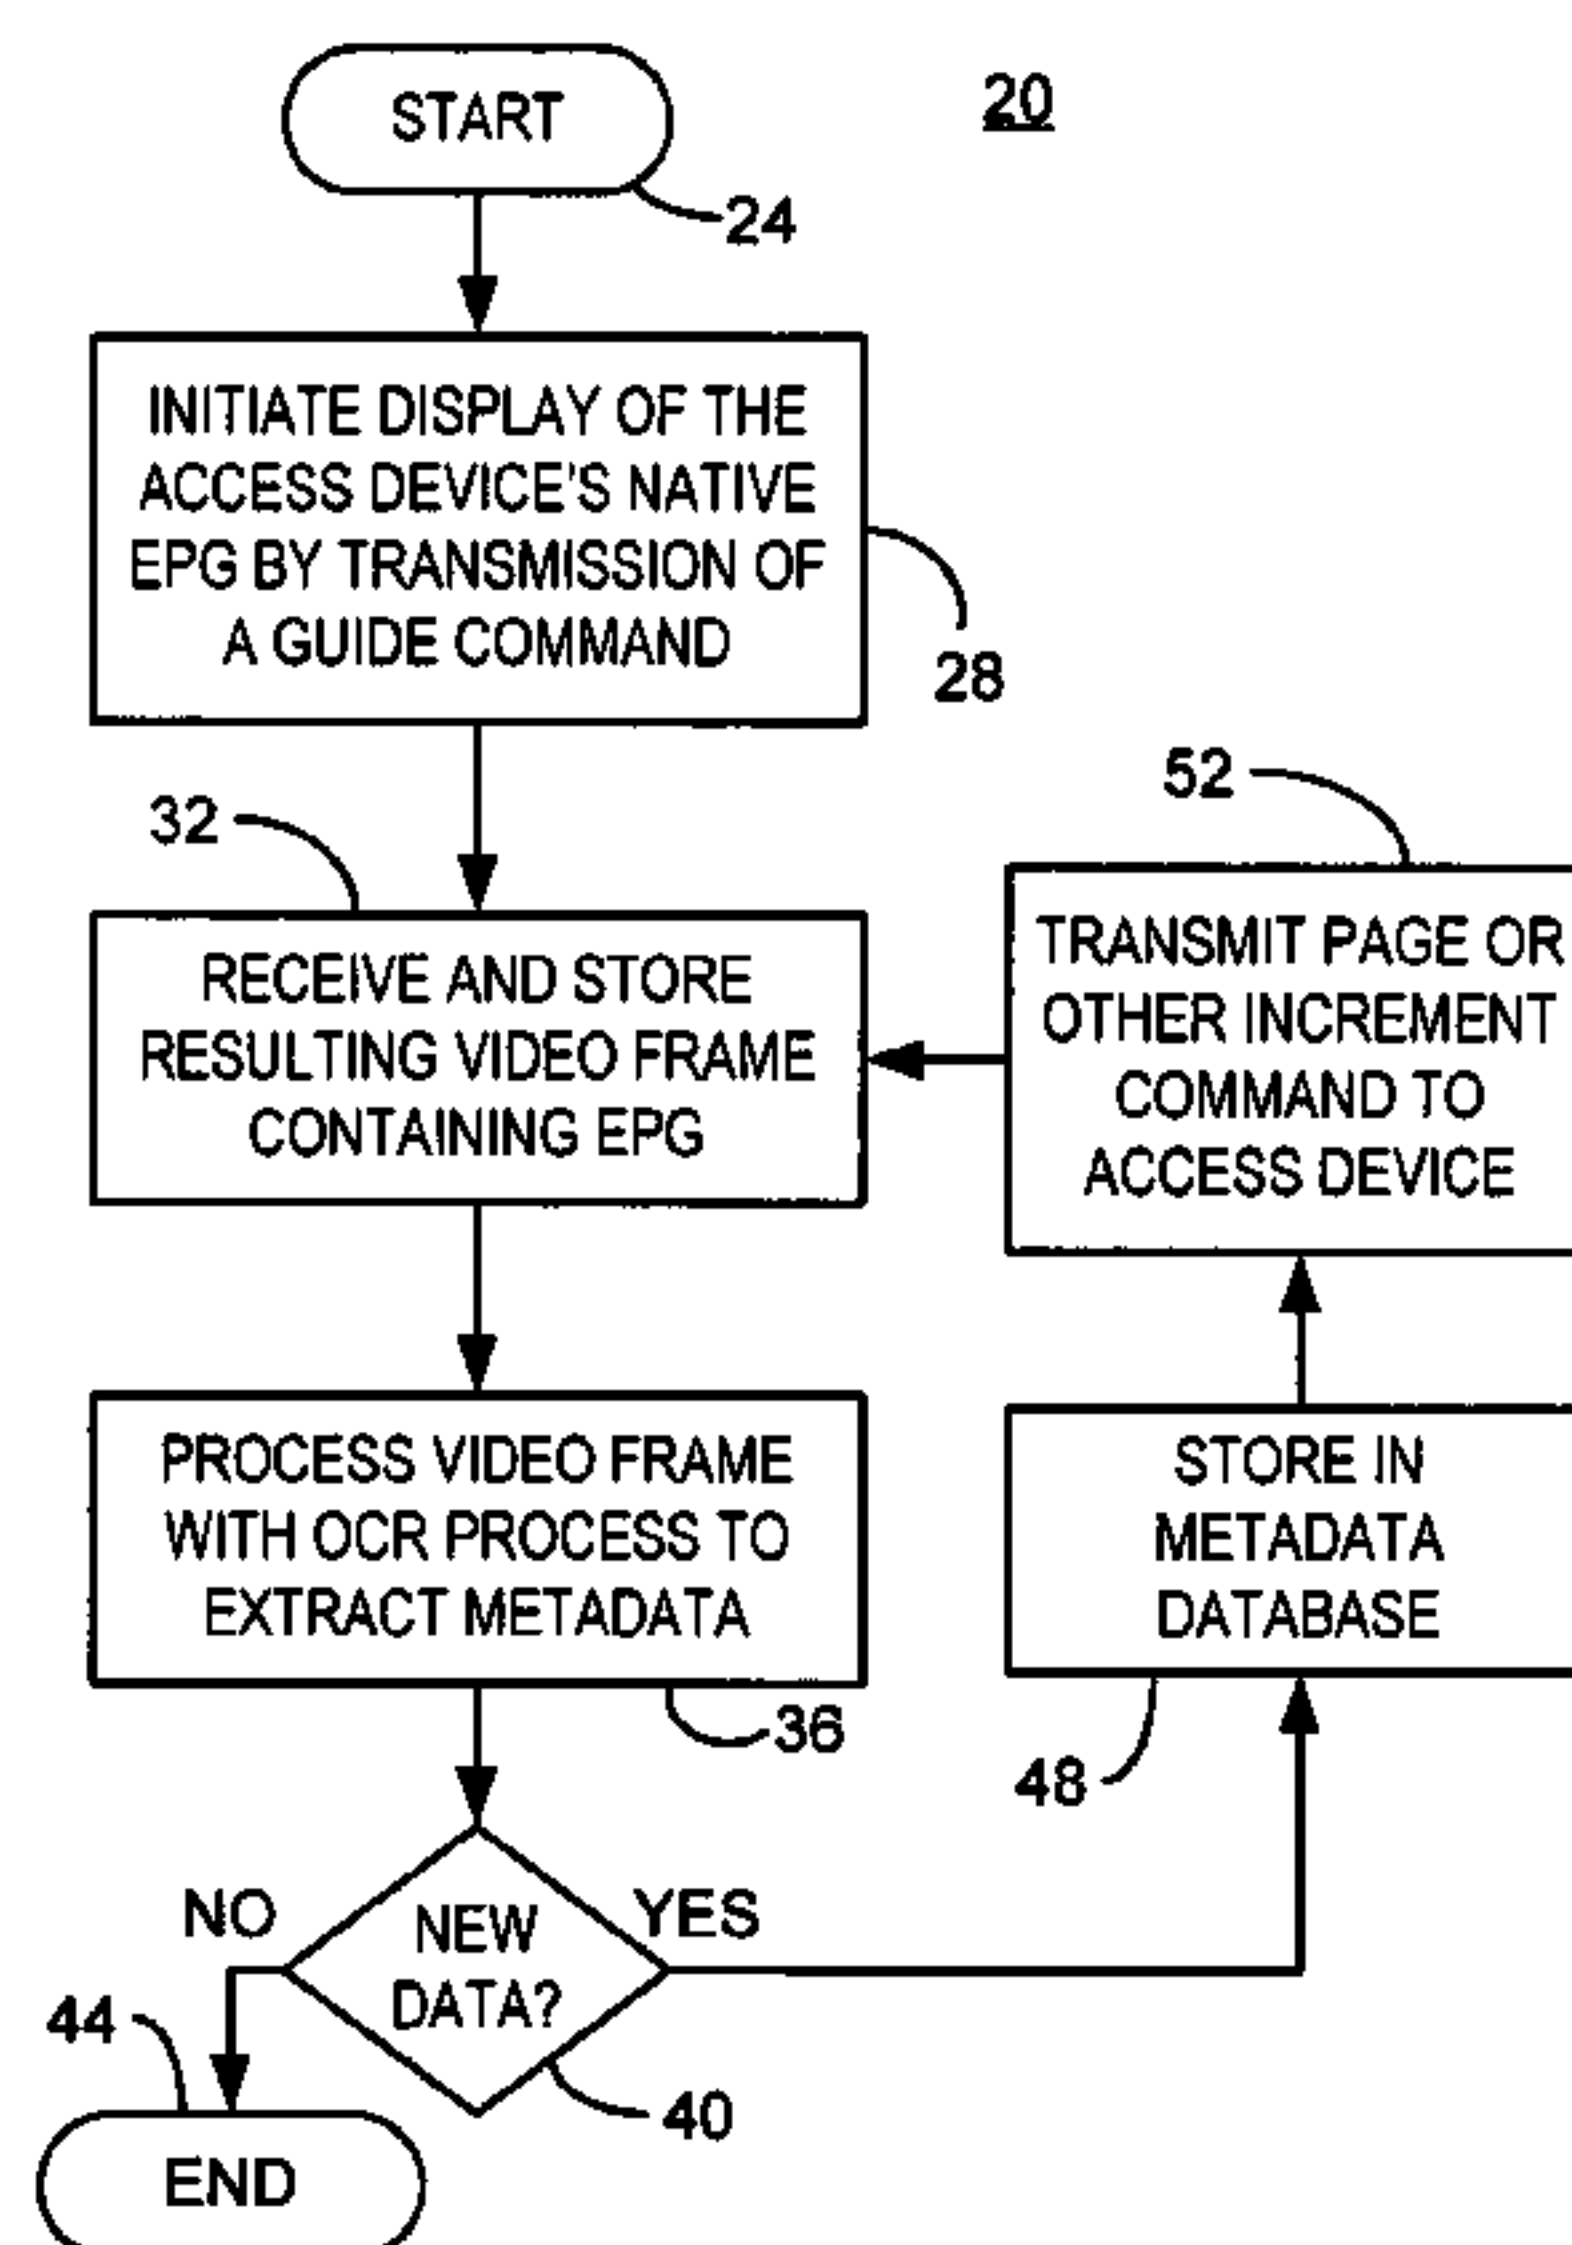 START
20
24
INITIATE DISPLAY OF THE
ACCESS DEVICE'S NATIVE
EPG BY TRANSMISSION OF
A GUIDE COMMAND
28
32
RECEIVE AND STORE
RESULTING VIDEO FRAME
CONTAINING EPG
52
TRANSMIT PAGE OR
OTHER INCREMENT
COMMAND TO
ACCESS DEVICE
PROCESS VIDEO FRAME
WITH OCR PROCESS TO
EXTRACT METADATA
36
STORE IN
METADATA
DATABASE
48
NO
NEW
DATA?
YES
40
44
END